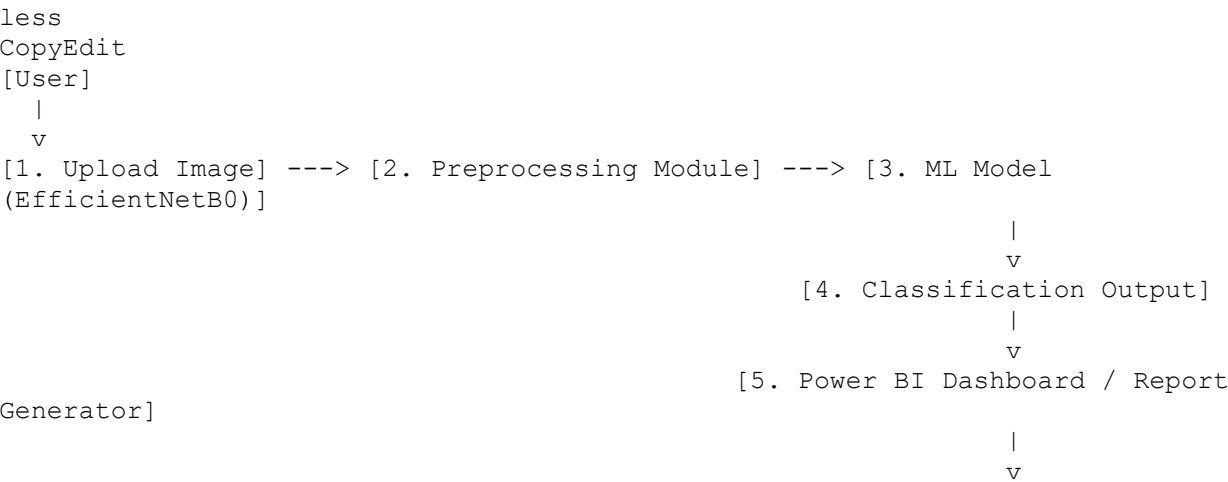 less
CopyEdit
[User]
|
v
[1. Upload Image] ---> [2. Preprocessing Module] ---> [3. ML Model
(EfficientNetB0)]
|
v
[4. Classification Output]
|
v
[5. Power BI Dashboard / Report
Generator]
|
v